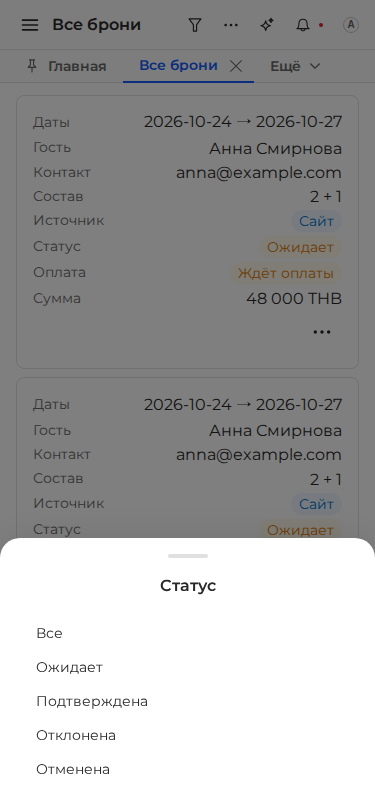 Все брони
A
Главная
Все брони
Ещё
Даты 2026-10-24 → 2026-10-27
Гость Анна Смирнова
Контакт anna@example.com
Состав 2 + 1
Источник Сайт
Статус Ожидает
Оплата Ждёт оплаты
Сумма 48 000 THB
Даты 2026-10-24 → 2026-10-27
Гость Анна Смирнова
Контакт anna@example.com
Состав 2 + 1
Источник Сайт
Статус Ожидает
Статус
Все
Ожидает
Подтверждена
Отклонена
Отменена